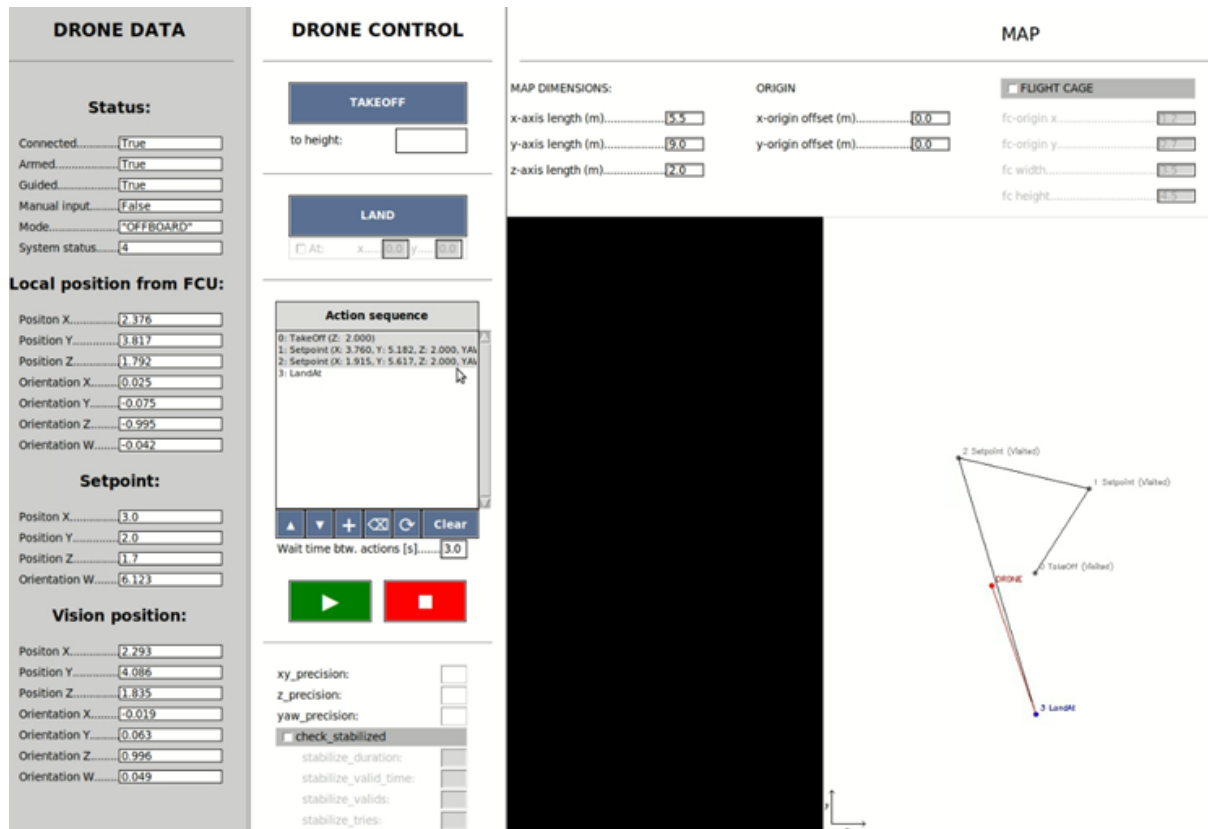 DRONE DATA
Status:
Connected........True
Armed................True
Guided...............True
Manual input......False
Mode..................."OFFBOARD"
System status.....4
Local position from FCU:
Positon X............2.376
Position Y...........3.817
Position Z...........1.792
Orientation X......0.025
Orientation Y......-0.075
Orientation Z......-0.995
Orientation W.....-0.042
Setpoint:
Positon X............3.0
Position Y...........2.0
Position Z...........1.7
Orientation W.....6.123
Vision position:
Positon X............2.293
Position Y...........4.086
Position Z...........1.835
Orientation X......-0.019
Orientation Y......0.063
Orientation Z......0.996
Orientation W.....0.049
DRONE CONTROL
TAKEOFF
to height:
LAND
At: x.....0.0 y.....0.0
Action sequence
0: TakeOff (Z: 2.000)
1: Setpoint (X: 3.760, Y: 5.182, Z: 2.000, YAW
2: Setpoint (X: 1.915, Y: 5.617, Z: 2.000, YAW
3: LandAt
Clear
Wait time btw. actions [s]......3.0
xy_precision:
z_precision:
yaw_precision:
check_stabilized
stabilize_duration:
stabilize_valid_time:
stabilize_valids:
stabilize_tries:
MAP
MAP DIMENSIONS:
x-axis length (m)...............5.5
y-axis length (m)...............9.0
z-axis length (m)...............2.0
ORIGIN
x-origin offset (m)..............0.0
y-origin offset (m)..............0.0
FLIGHT CAGE
fc-origin x
fc-origin y
fc width
fc height
2 Setpoint (Visited)
1 Setpoint (Visited)
0 TakeOff (Visited)
DRONE
3 LandAt
y